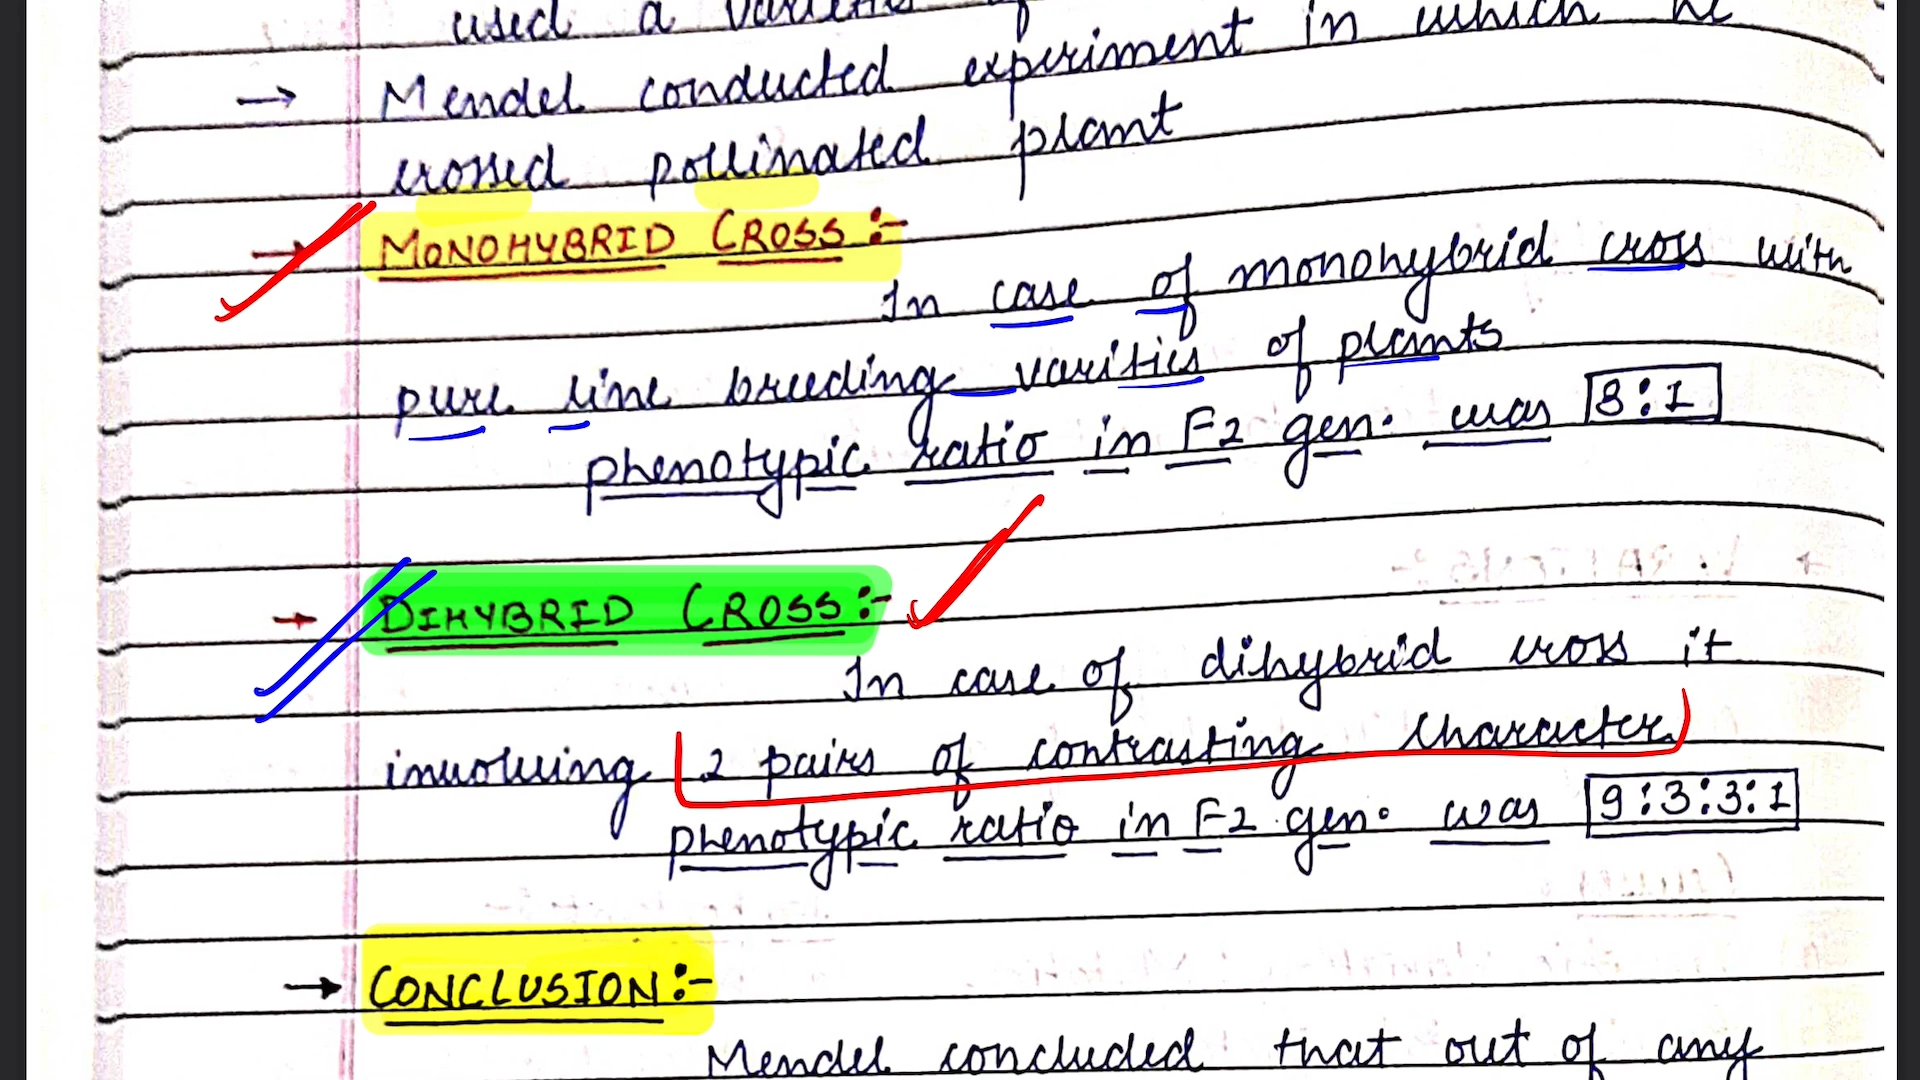 used a
→ Mendel conducted experiment in which he
crossed pollinated plant
→ MONOHYBRID CROSS :-
In case of monohybrid cross with
pure line breeding varities of plants
phenotypic ratio in F2 gen. was 3:1
→ DIHYBRID CROSS :-
In case of dihybrid cross it
involving 2 pairs of contrasting character
phenotypic ratio in F2 gen. was 9:3:3:1
→ CONCLUSION :-
Mendel concluded that out of any